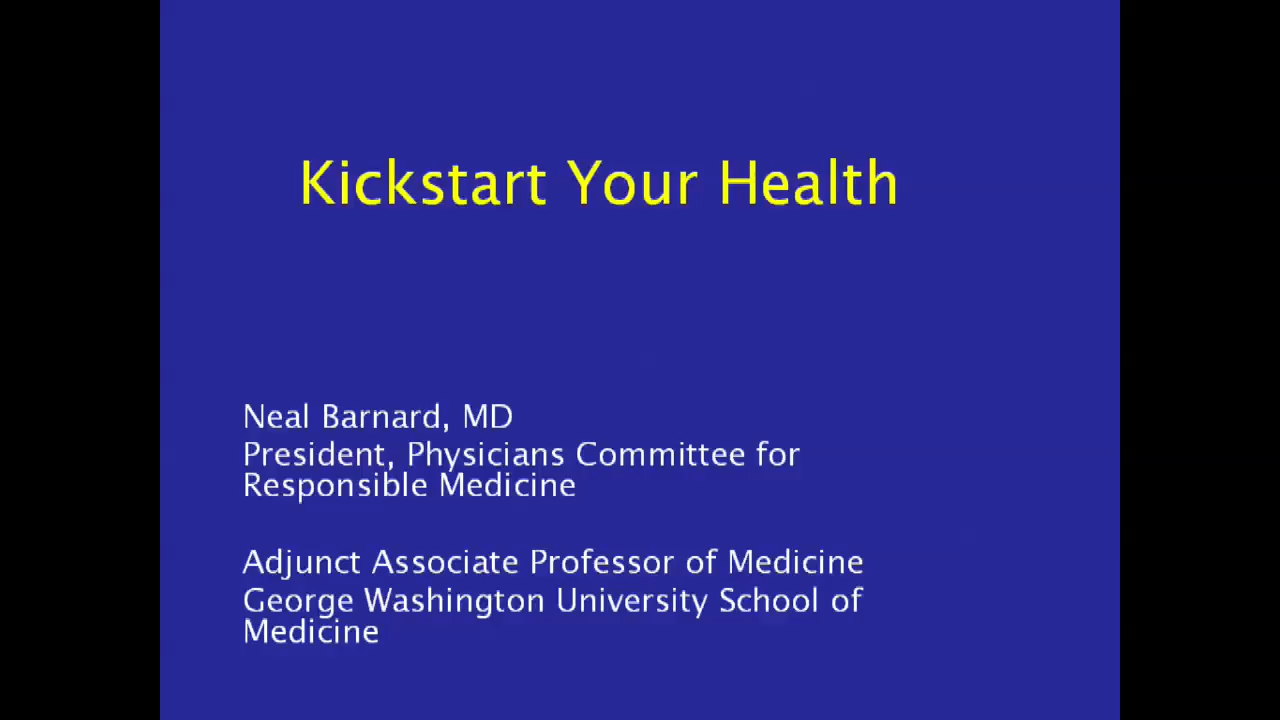 Kickstart Your Health
Neal Barnard, MD
President, Physicians Committee for
Responsible Medicine
Adjunct Associate Professor of Medicine
George Washington University School of
Medicine